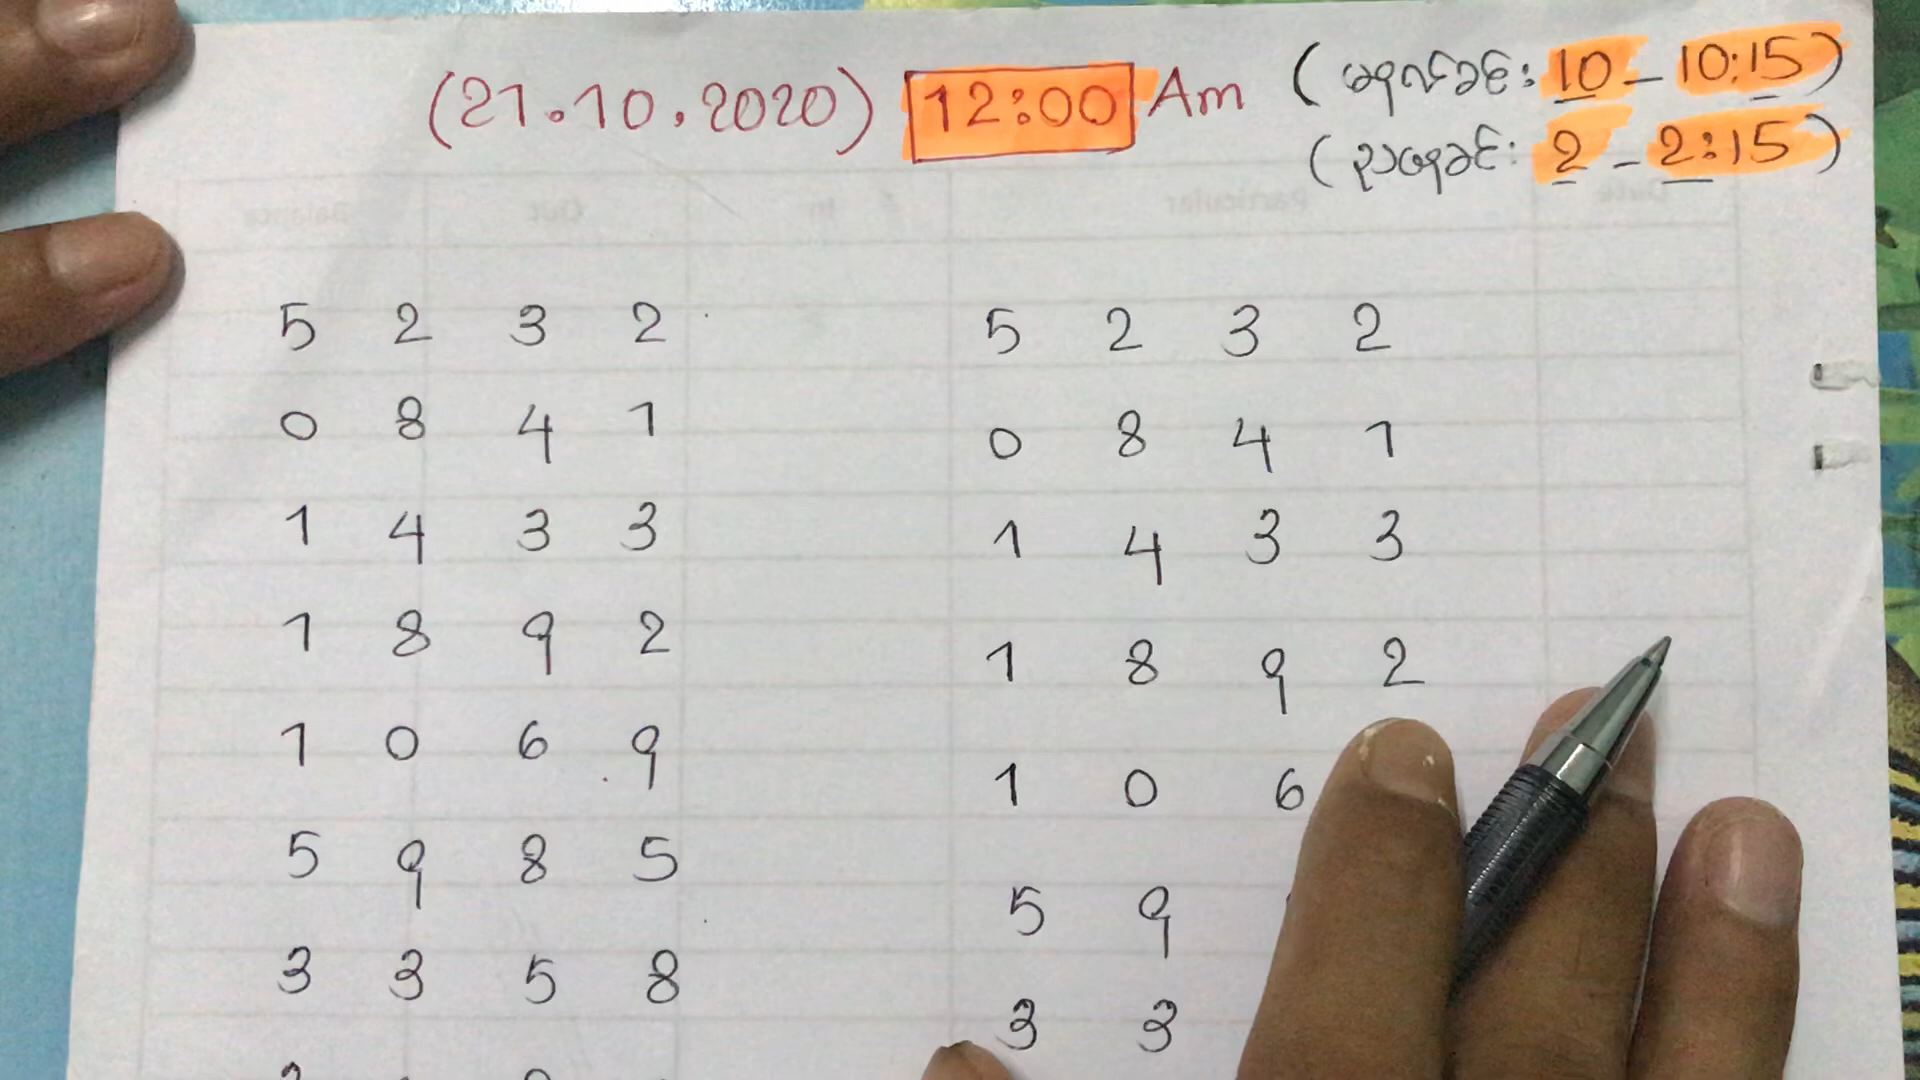 (21.10.2020) 12:00 Am (မနက်ခင်း: 10 - 10:15)
(ညနေခင်း: 2 - 2:15)
5 2 3 2 5 2 3 2
0 8 4 1 0 8 4 1
1 4 3 3 1 4 3 3
1 8 9 2 1 8 9 2
1 0 6 9 1 0 6
5 9 8 5 5 9
3 3 5 8 3 3